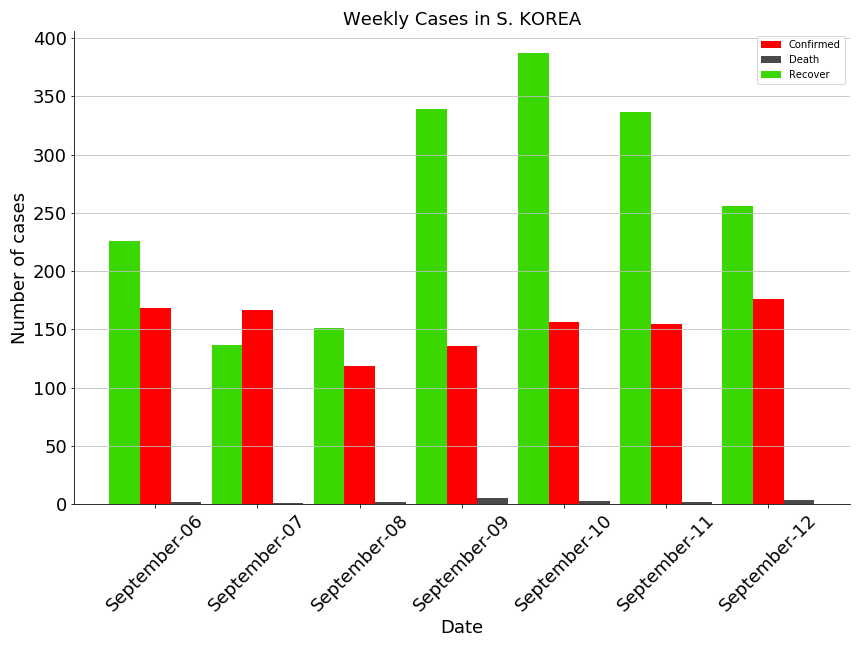 Weekly Cases in S. KOREA
Confirmed
Death
Recover
400
350
300
250
200
150
100
50
0
Number of cases
September-06
September-07
September-08
September-09
September-10
September-11
September-12
Date